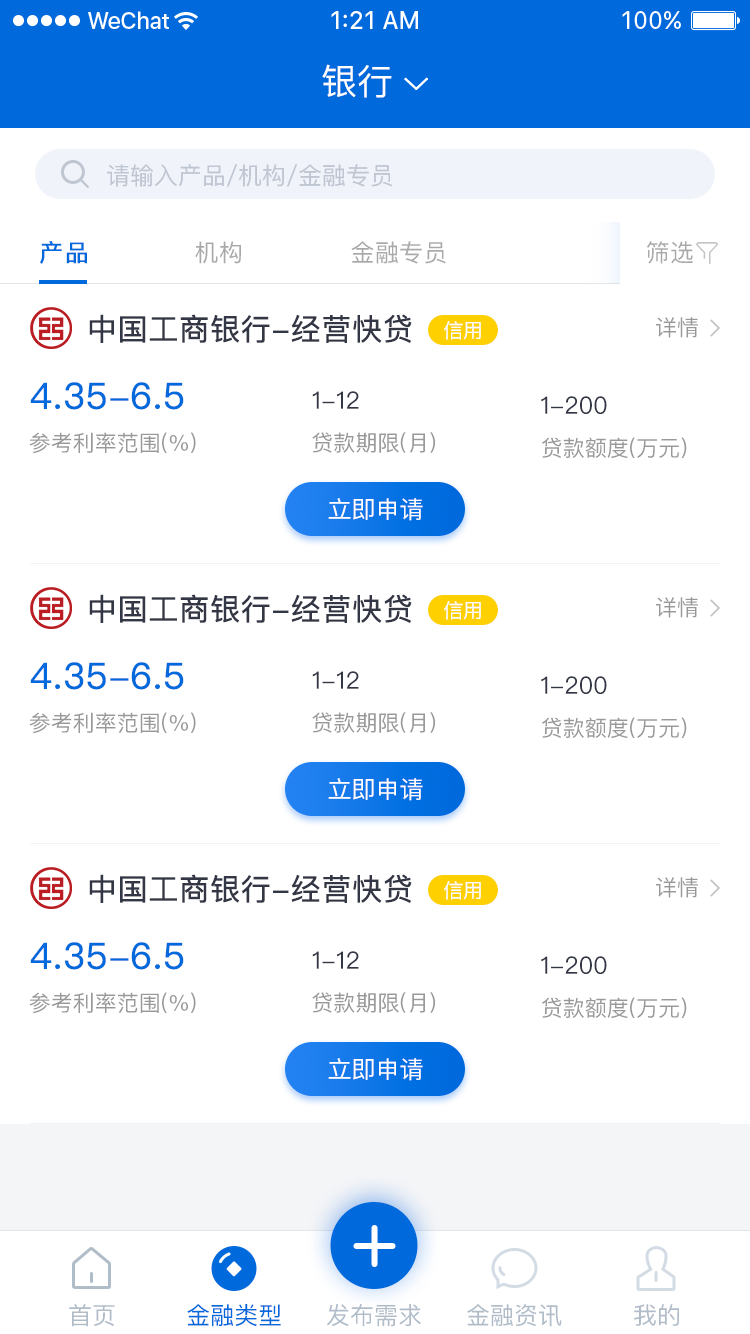 WeChat 1:21 AM 100%
银行
请输入产品/机构/金融专员
产品 机构 金融专员 筛选
中国工商银行–经营快贷 信用 详情
4.35–6.5 1–12 1–200
参考利率范围(%) 贷款期限(月) 贷款额度(万元)
立即申请
中国工商银行–经营快贷 信用 详情
4.35–6.5 1–12 1–200
参考利率范围(%) 贷款期限(月) 贷款额度(万元)
立即申请
中国工商银行–经营快贷 信用 详情
4.35–6.5 1–12 1–200
参考利率范围(%) 贷款期限(月) 贷款额度(万元)
立即申请
首页 金融类型 发布需求 金融资讯 我的